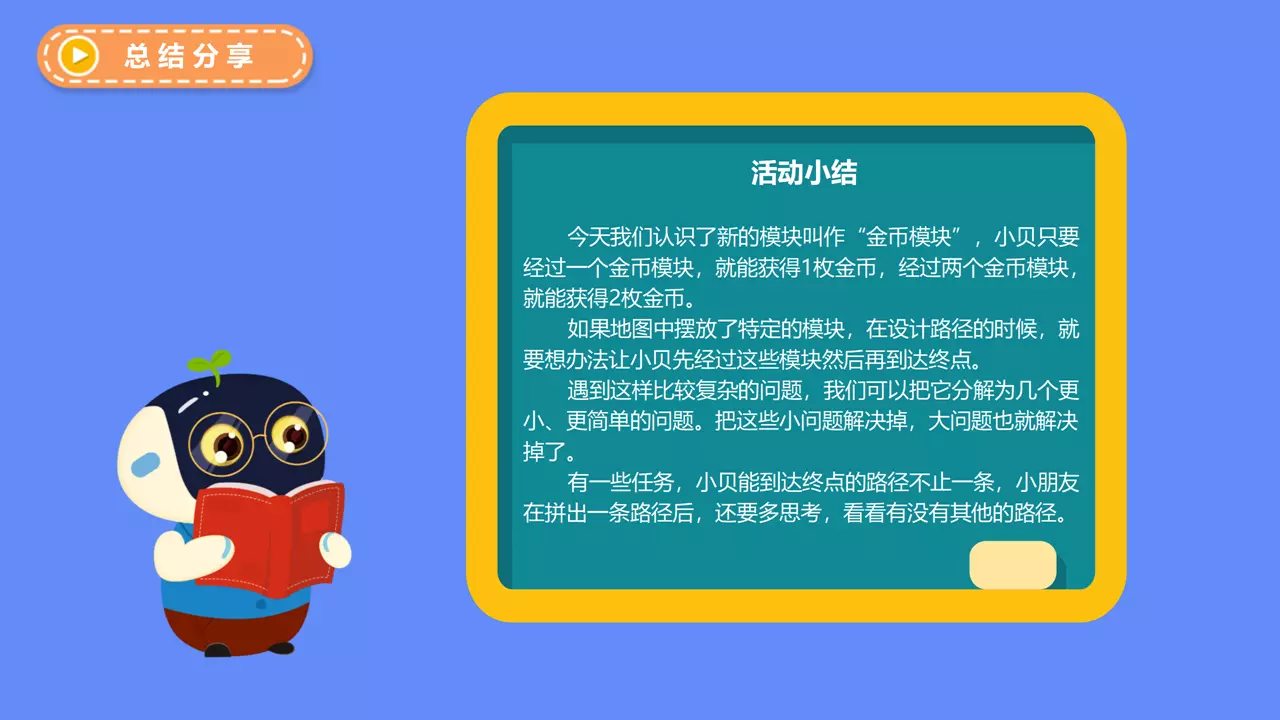 总结分享
活动小结
今天我们认识了新的模块叫作“金币模块”，小贝只要
经过一个金币模块，就能获得1枚金币，经过两个金币模块，
就能获得2枚金币。
如果地图中摆放了特定的模块，在设计路径的时候，就
要想办法让小贝先经过这些模块然后再到达终点。
遇到这样比较复杂的问题，我们可以把它分解为几个更
小、更简单的问题。把这些小问题解决掉，大问题也就解决
掉了。
有一些任务，小贝能到达终点的路径不止一条，小朋友
在拼出一条路径后，还要多思考，看看有没有其他的路径。